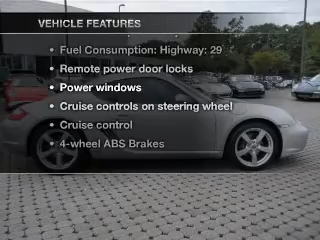 VEHICLE FEATURES
• Fuel Consumption: Highway: 29
• Remote power door locks
• Power windows
• Cruise controls on steering wheel
• Cruise control
• 4-wheel ABS Brakes